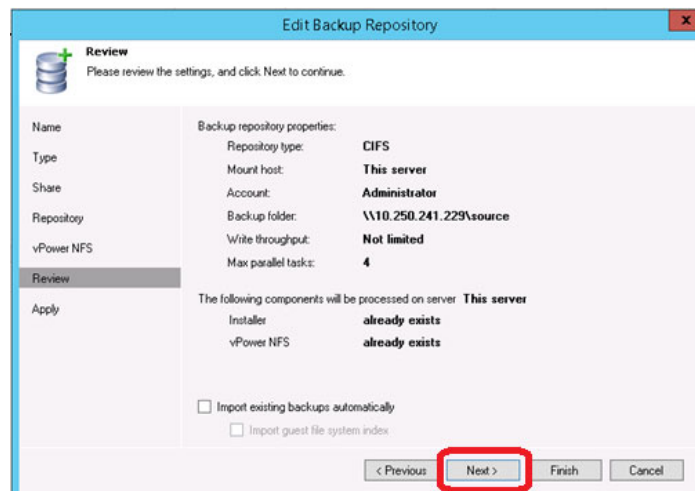 Edit Backup Repository
x
Review
Please review the settings, and click Next to continue.
Name
Type
Share
Repository
vPower NFS
Review
Apply
Backup repository properties:
Repository type: CIFS
Mount host: This server
Account: Administrator
Backup folder: \\10.250.241.229\source
Write throughput: Not limited
Max parallel tasks: 4
The following components will be processed on server This server
Installer already exists
vPower NFS already exists
Import existing backups automatically
Import guest file system index
< Previous Next > Finish Cancel